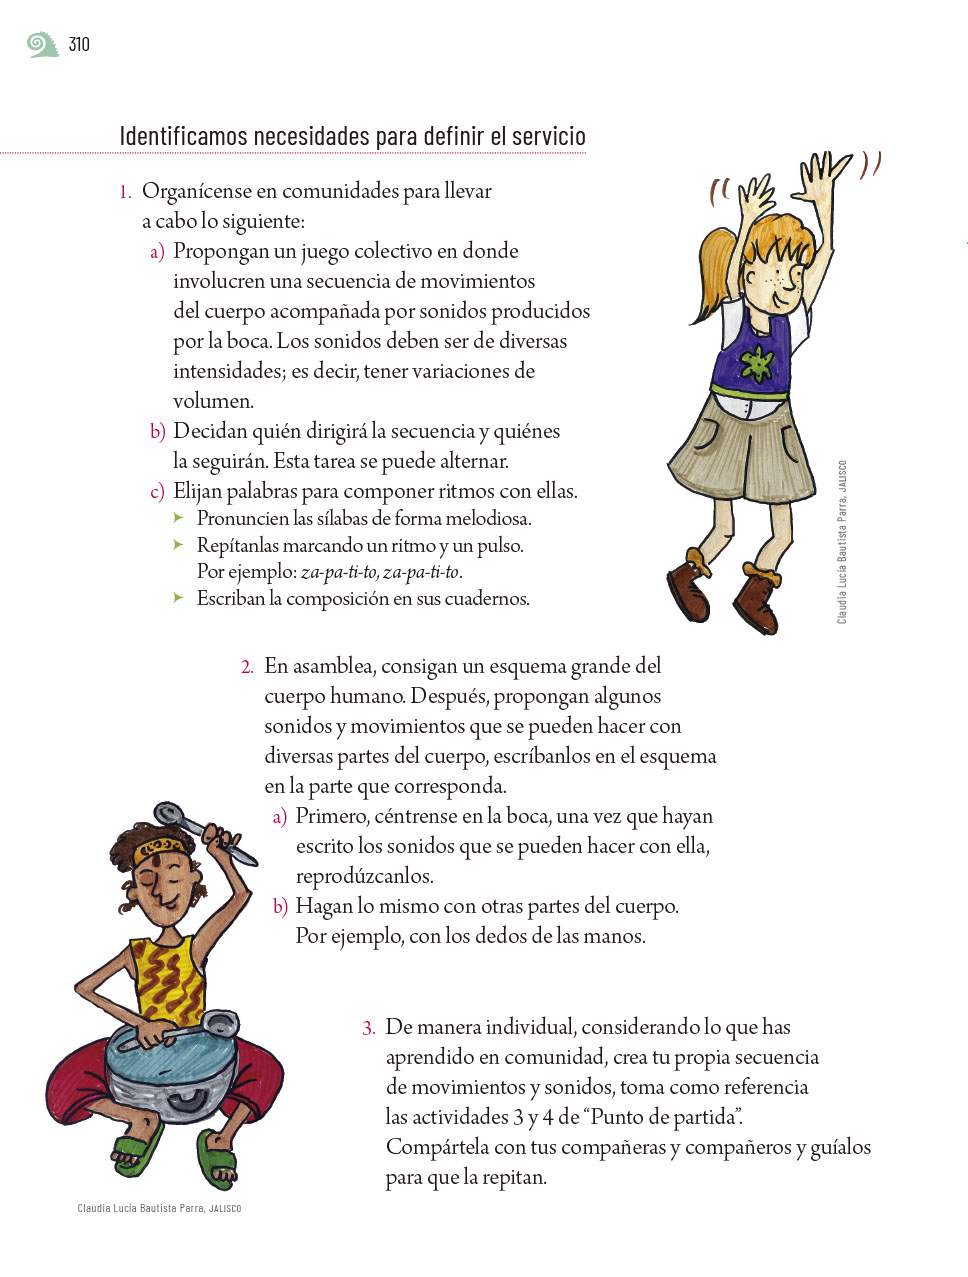 310
Identificamos necesidades para definir el servicio
1. Organícense en comunidades para llevar
a cabo lo siguiente:
a) Propongan un juego colectivo en donde
involucren una secuencia de movimientos
del cuerpo acompañada por sonidos producidos
por la boca. Los sonidos deben ser de diversas
intensidades; es decir, tener variaciones de
volumen.
b) Decidan quién dirigirá la secuencia y quiénes
la seguirán. Esta tarea se puede alternar.
c) Elijan palabras para componer ritmos con ellas.
➤ Pronuncien las sílabas de forma melodiosa.
➤ Repítanlas marcando un ritmo y un pulso.
Por ejemplo: za-pa-ti-to, za-pa-ti-to.
➤ Escriban la composición en sus cuadernos.
Claudia Lucía Bautista Parra, JALISCO
2. En asamblea, consigan un esquema grande del
cuerpo humano. Después, propongan algunos
sonidos y movimientos que se pueden hacer con
diversas partes del cuerpo, escríbanlos en el esquema
en la parte que corresponda.
a) Primero, céntrense en la boca, una vez que hayan
escrito los sonidos que se pueden hacer con ella,
reprodúzcanlos.
b) Hagan lo mismo con otras partes del cuerpo.
Por ejemplo, con los dedos de las manos.
3. De manera individual, considerando lo que has
aprendido en comunidad, crea tu propia secuencia
de movimientos y sonidos, toma como referencia
las actividades 3 y 4 de “Punto de partida”.
Compártela con tus compañeras y compañeros y guíalos
para que la repitan.
Claudia Lucía Bautista Parra, JALISCO